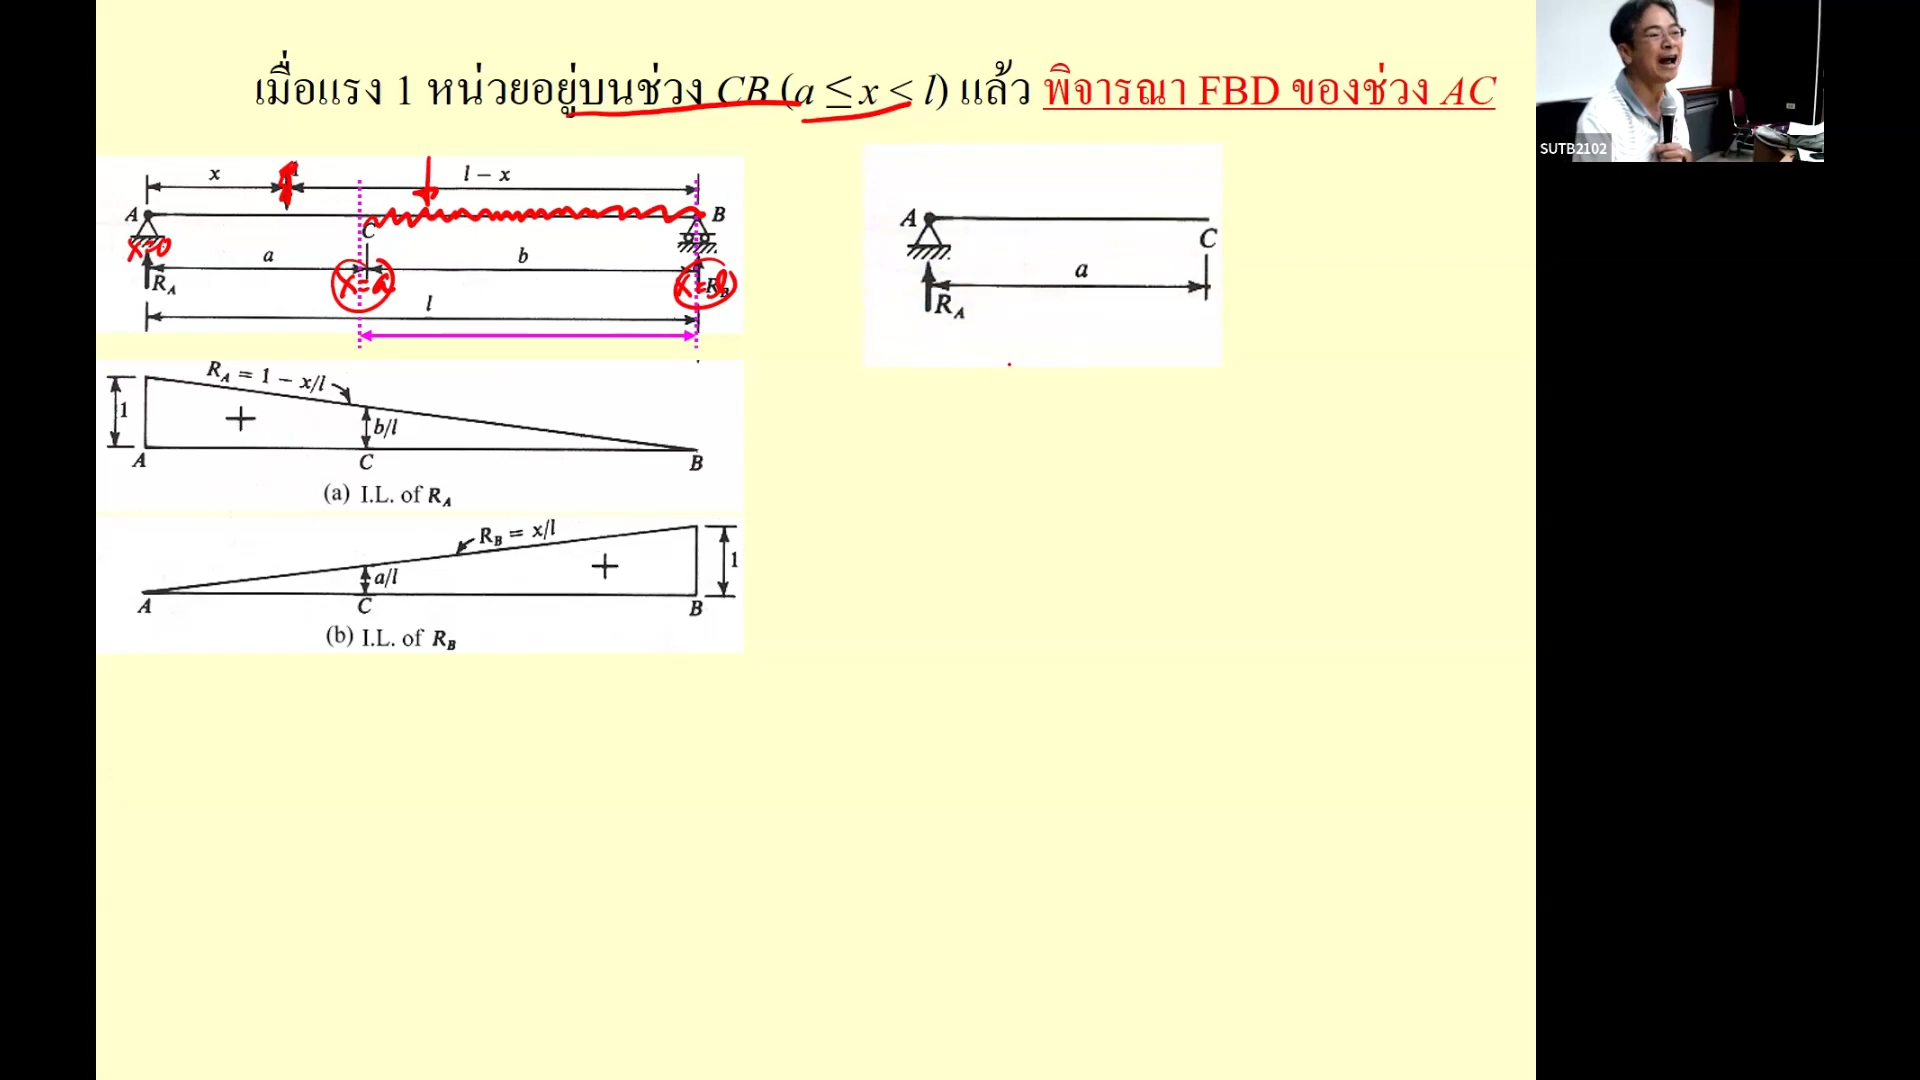 เมื่อแรง 1 หน่วยอยู่บนช่วง CB (a ≤ x < l) แล้ว พิจารณา FBD ของช่วง AC
SUTB2102
x l – x
A C B
x=0
a b
R_A x=a x=l
l
A C
a
R_A
R_A = 1 – x/l
1 + b/l
A C B
(a) I.L. of R_A
R_B = x/l
a/l + 1
A C B
(b) I.L. of R_B